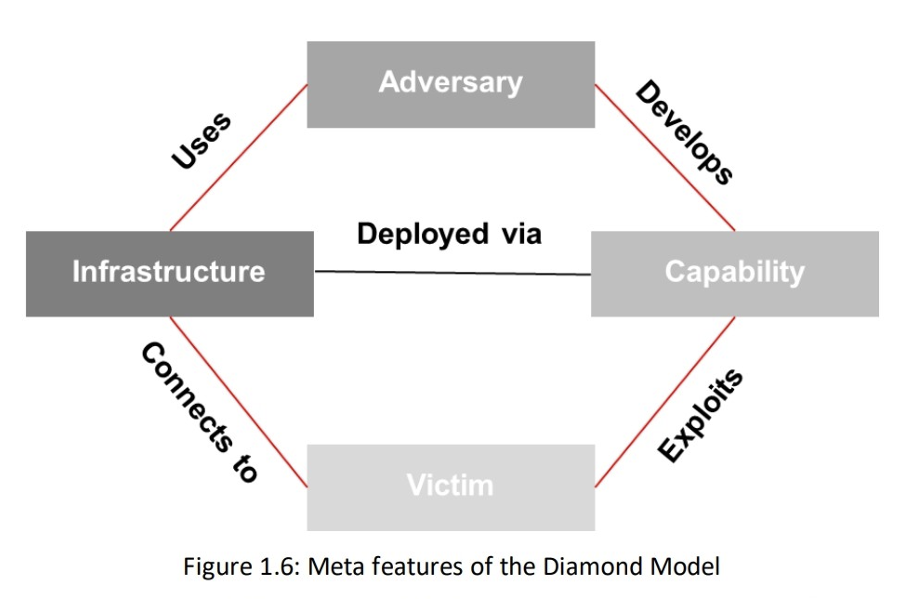 Adversary
Uses
Develops
Deployed via
Infrastructure
Capability
Connects to
Exploits
Victim
Figure 1.6: Meta features of the Diamond Model